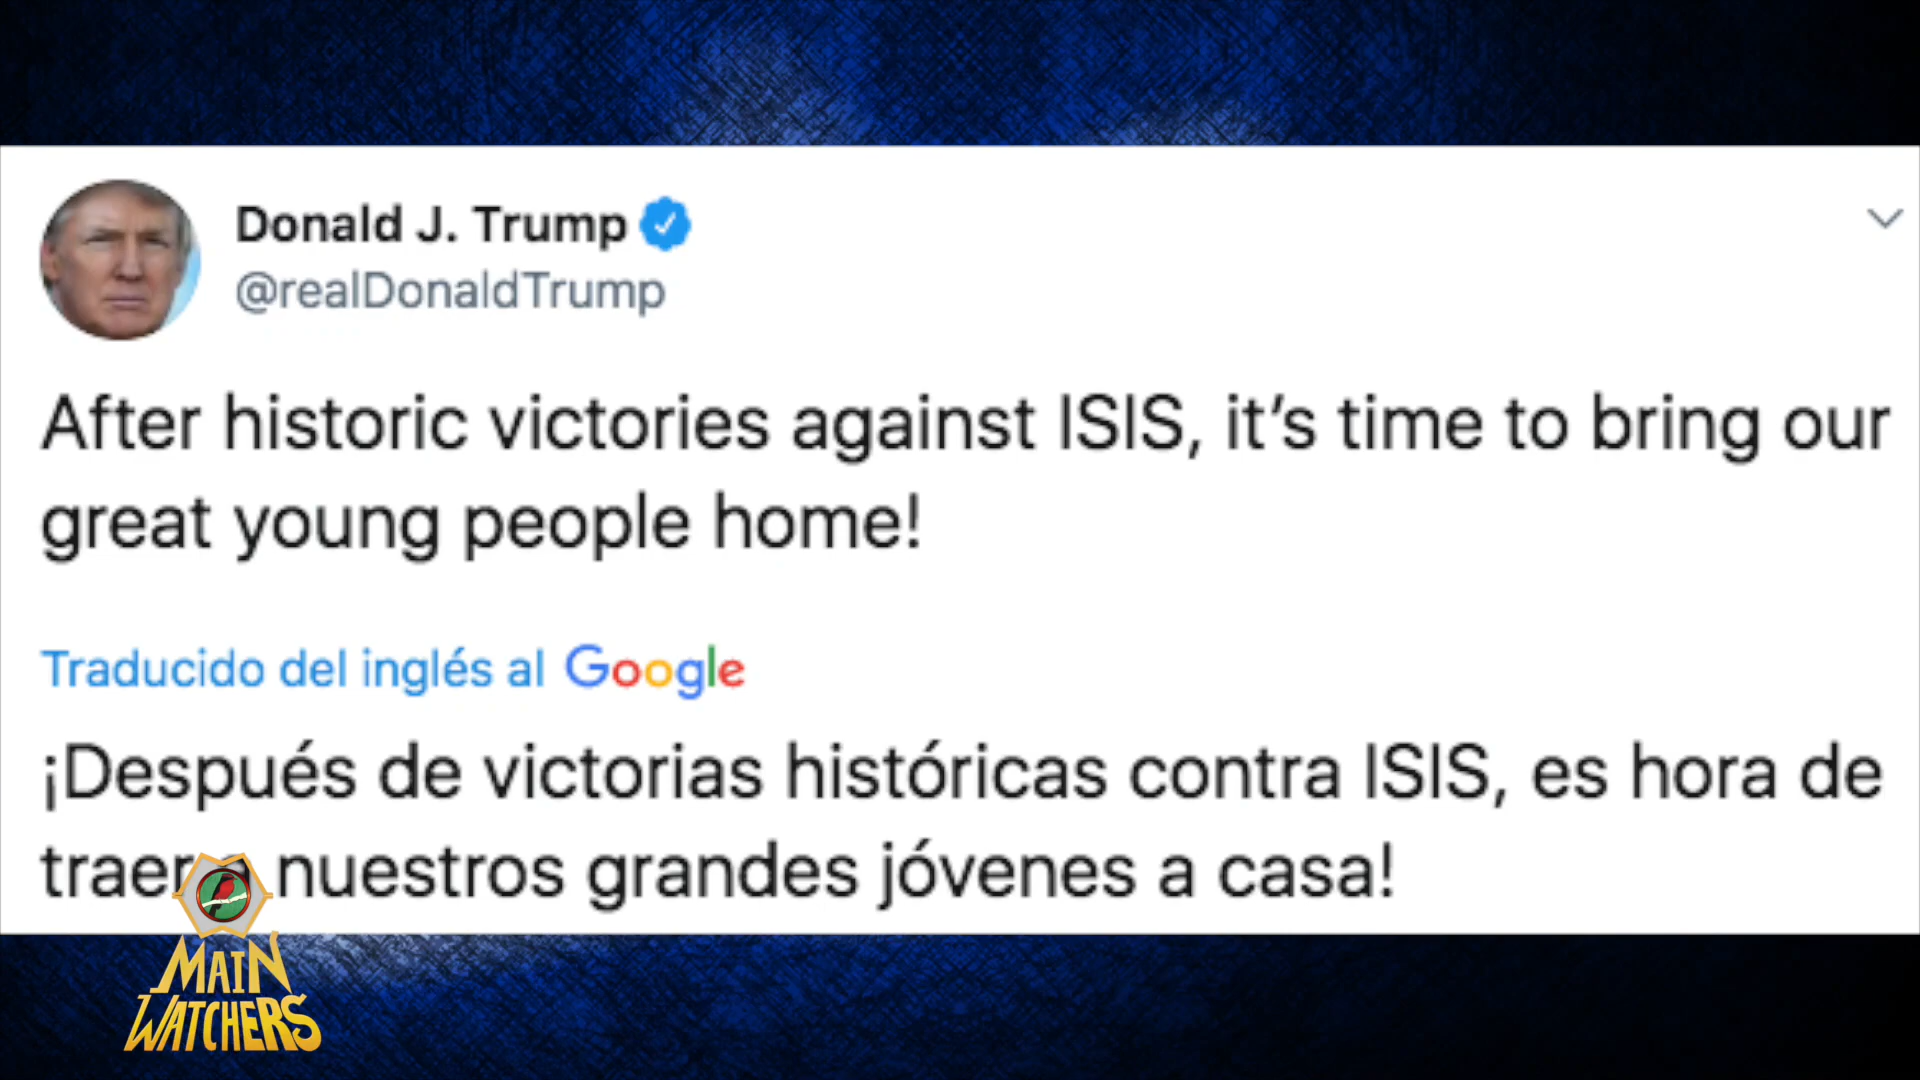 Donald J. Trump
@realDonaldTrump
After historic victories against ISIS, it’s time to bring our
great young people home!
Traducido del inglés al Google
¡Después de victorias históricas contra ISIS, es hora de
traer a nuestros grandes jóvenes a casa!
MAIN
WATCHERS